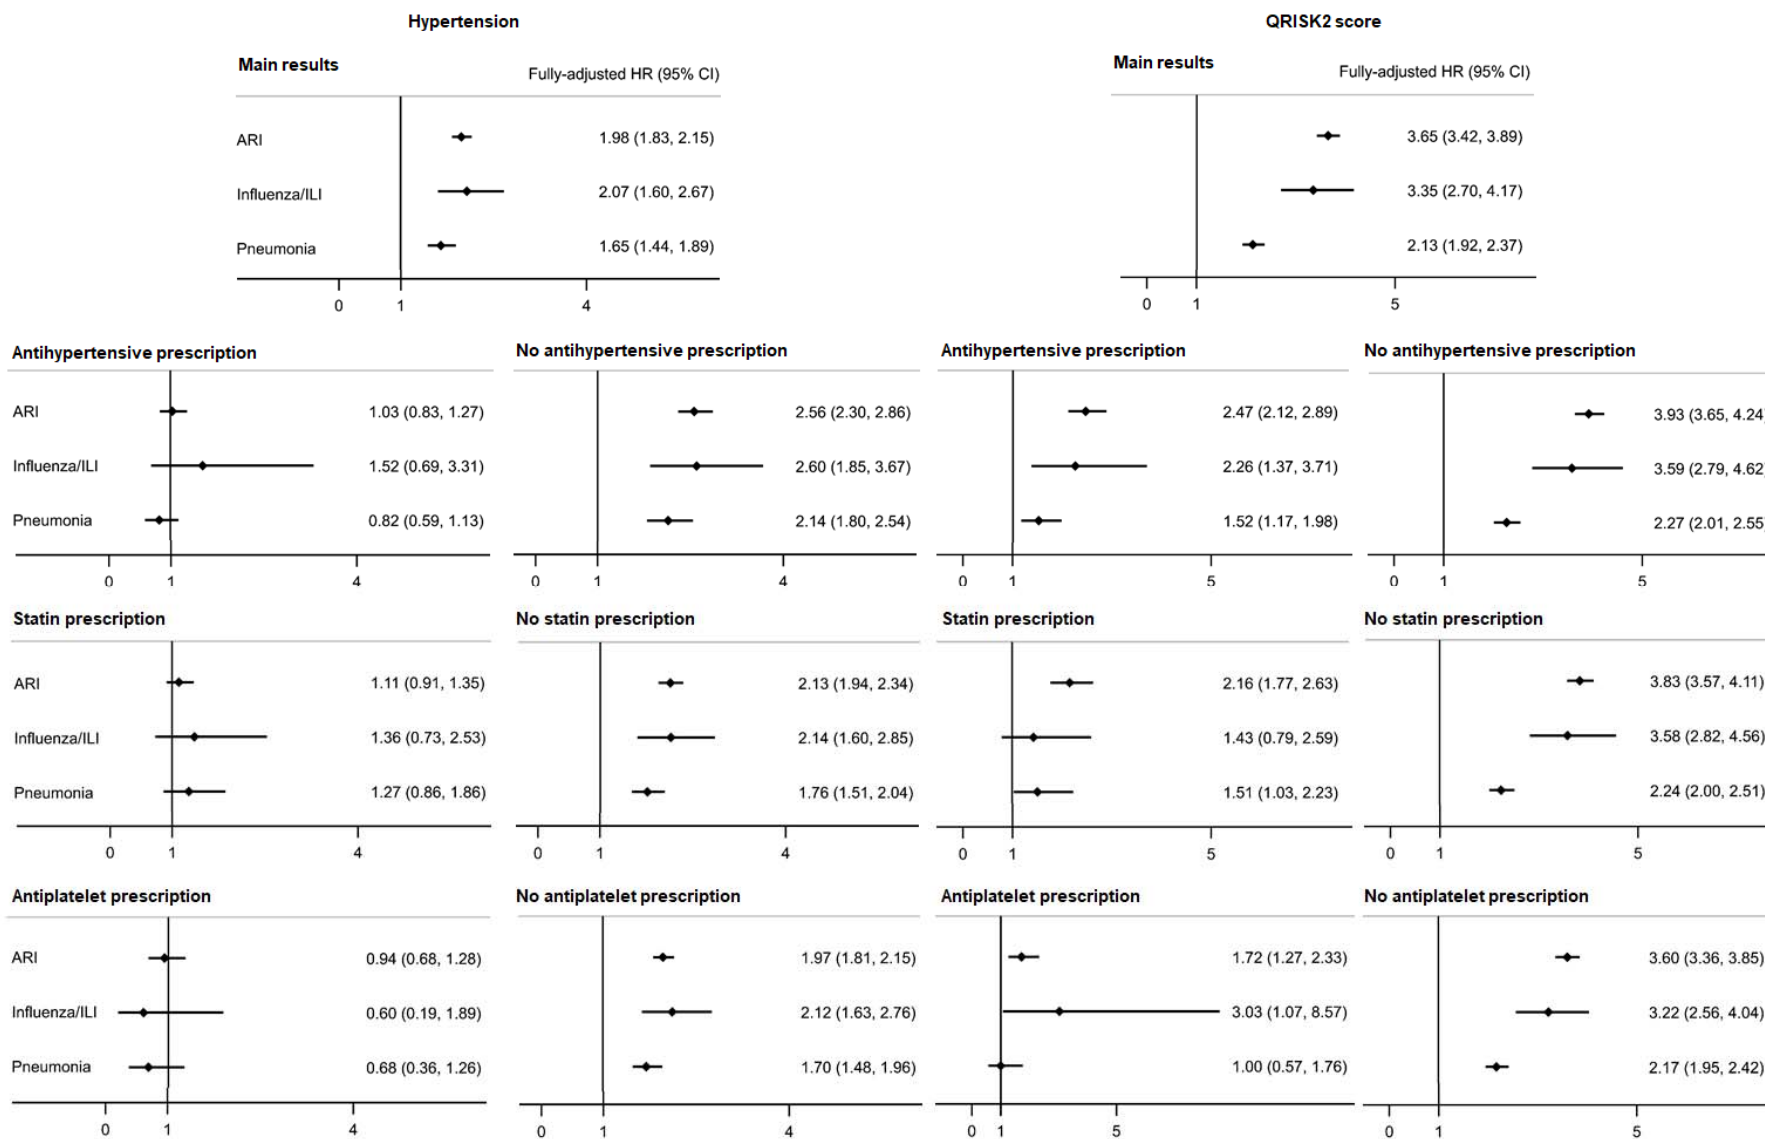 Hypertension
QRISK2 score
Main results
Fully-adjusted HR (95% CI)
ARI
1.98 (1.83, 2.15)
Influenza/ILI
2.07 (1.60, 2.67)
Pneumonia
1.65 (1.44, 1.89)
0 1 4
Main results
Fully-adjusted HR (95% CI)
3.65 (3.42, 3.89)
3.35 (2.70, 4.17)
2.13 (1.92, 2.37)
0 1 5
Antihypertensive prescription
ARI
1.03 (0.83, 1.27)
Influenza/ILI
1.52 (0.69, 3.31)
Pneumonia
0.82 (0.59, 1.13)
0 1 4
No antihypertensive prescription
2.56 (2.30, 2.86)
2.60 (1.85, 3.67)
2.14 (1.80, 2.54)
0 1 4
Antihypertensive prescription
2.47 (2.12, 2.89)
2.26 (1.37, 3.71)
1.52 (1.17, 1.98)
0 1 5
No antihypertensive prescription
3.93 (3.65, 4.24)
3.59 (2.79, 4.62)
2.27 (2.01, 2.55)
0 1 5
Statin prescription
ARI
1.11 (0.91, 1.35)
Influenza/ILI
1.36 (0.73, 2.53)
Pneumonia
1.27 (0.86, 1.86)
0 1 4
No statin prescription
2.13 (1.94, 2.34)
2.14 (1.60, 2.85)
1.76 (1.51, 2.04)
0 1 4
Statin prescription
2.16 (1.77, 2.63)
1.43 (0.79, 2.59)
1.51 (1.03, 2.23)
0 1 5
No statin prescription
3.83 (3.57, 4.11)
3.58 (2.82, 4.56)
2.24 (2.00, 2.51)
0 1 5
Antiplatelet prescription
ARI
0.94 (0.68, 1.28)
Influenza/ILI
0.60 (0.19, 1.89)
Pneumonia
0.68 (0.36, 1.26)
0 1 4
No antiplatelet prescription
1.97 (1.81, 2.15)
2.12 (1.63, 2.76)
1.70 (1.48, 1.96)
0 1 4
Antiplatelet prescription
1.72 (1.27, 2.33)
3.03 (1.07, 8.57)
1.00 (0.57, 1.76)
0 1 5
No antiplatelet prescription
3.60 (3.36, 3.85)
3.22 (2.56, 4.04)
2.17 (1.95, 2.42)
0 1 5